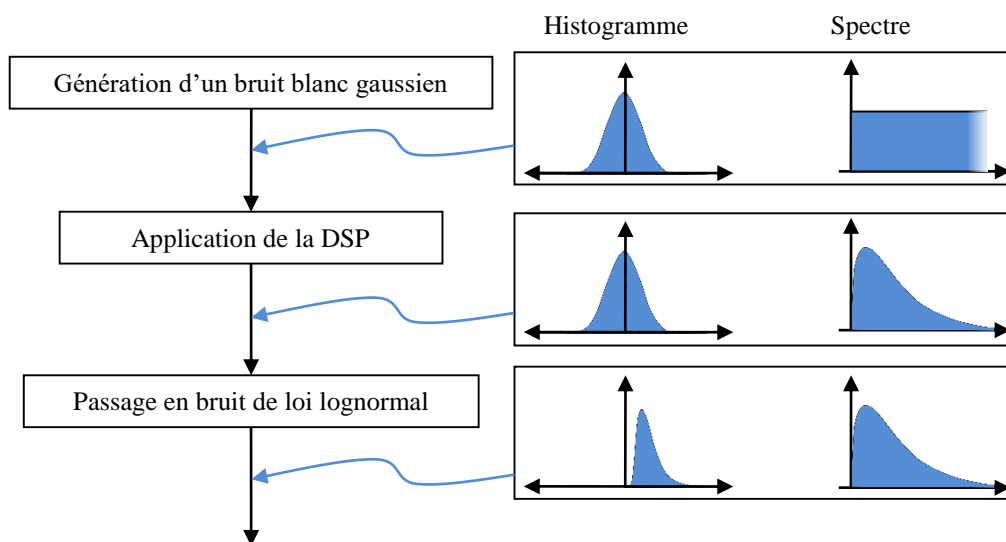 Histogramme
Spectre
Génération d’un bruit blanc gaussien
Application de la DSP
Passage en bruit de loi lognormal